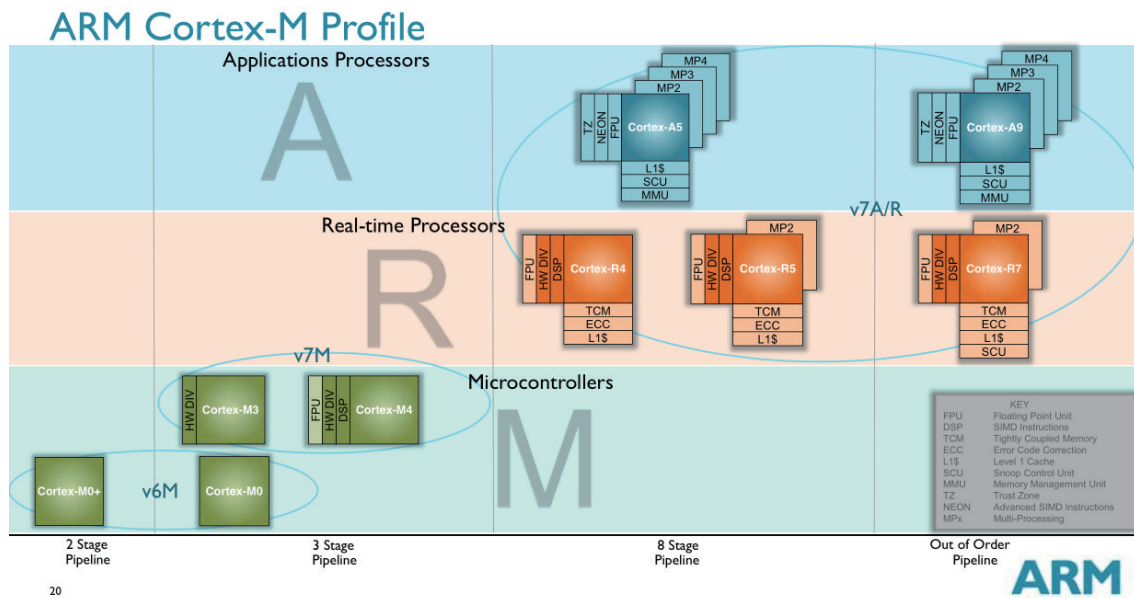 ARM Cortex-M Profile
Applications Processors
A
MP4
MP3
MP2
TZ
NEON
FPU
Cortex-A5
L1$
SCU
MMU
MP4
MP3
MP2
TZ
NEON
FPU
Cortex-A9
L1$
SCU
MMU
v7A/R
Real-time Processors
R
FPU
HW DIV
DSP
Cortex-R4
TCM
ECC
L1$
MP2
FPU
HW DIV
DSP
Cortex-R5
TCM
ECC
L1$
MP2
FPU
HW DIV
DSP
Cortex-R7
TCM
ECC
L1$
SCU
v7M
Microcontrollers
M
HW DIV
Cortex-M3
FPU
HW DIV
DSP
Cortex-M4
Cortex-M0+
v6M
Cortex-M0
KEY
FPU Floating Point Unit
DSP SIMD Instructions
TCM Tightly Coupled Memory
ECC Error Code Correction
L1$ Level 1 Cache
SCU Snoop Control Unit
MMU Memory Management Unit
TZ Trust Zone
NEON Advanced SIMD Instructions
MPx Multi-Processing
2 Stage
Pipeline
3 Stage
Pipeline
8 Stage
Pipeline
Out of Order
Pipeline
20
ARM